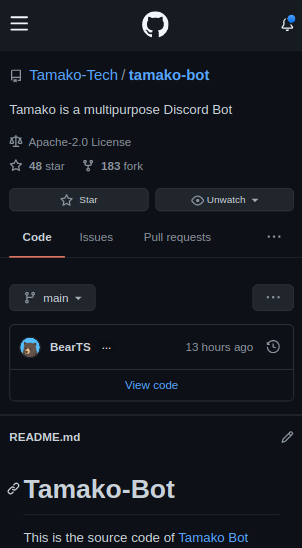 Tamako-Tech / tamako-bot
Tamako is a multipurpose Discord Bot
Apache-2.0 License
48 star 183 fork
Star Unwatch
Code Issues Pull requests ...
main ...
BearTS ... 13 hours ago
View code
README.md
Tamako-Bot
This is the source code of Tamako Bot